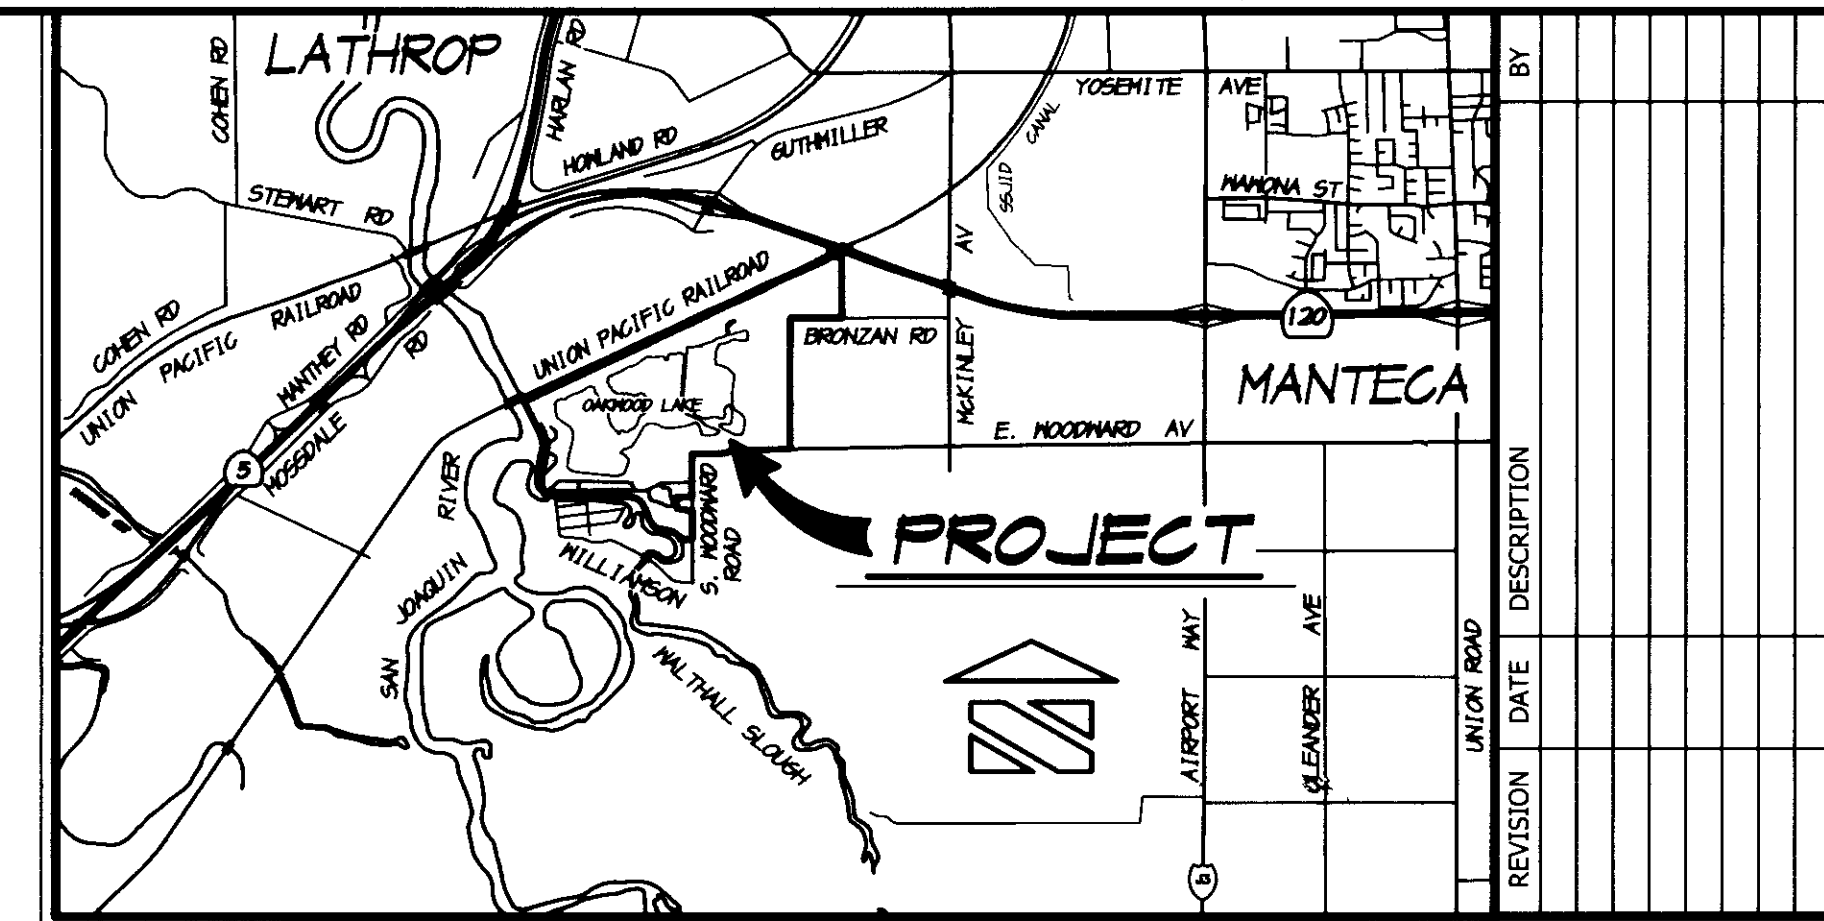 LATHROP
COHEN RD
HARLAN RD
HOWLAND RD
GUTHMILLER
YOSEMITE AVE
SSJID CANAL
WAWONA ST
STEWART RD
COHEN RD
UNION PACIFIC RAILROAD
MANTHEY RD
MOSSDALE RD
5
UNION PACIFIC RAILROAD
OAKWOOD LAKE
BRONZAN RD
MCKINLEY AV
120
MANTECA
E. WOODWARD AV
S. WOODWARD ROAD
PROJECT
WILLIAMSON
SAN JOAQUIN RIVER
WALTHALL SLOUGH
AIRPORT WAY
OLEANDER AVE
UNION ROAD
REVISION DATE DESCRIPTION BY